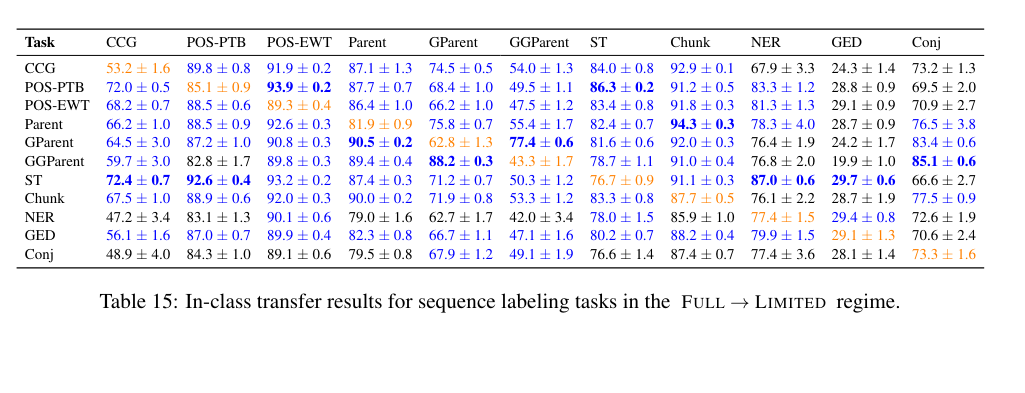 Task CCG POS-PTB POS-EWT Parent GParent GGParent ST Chunk NER GED Conj
CCG 53.2 ± 1.6 89.8 ± 0.8 91.9 ± 0.2 87.1 ± 1.3 74.5 ± 0.5 54.0 ± 1.3 84.0 ± 0.8 92.9 ± 0.1 67.9 ± 3.3 24.3 ± 1.4 73.2 ± 1.3
POS-PTB 72.0 ± 0.5 85.1 ± 0.9 93.9 ± 0.2 87.7 ± 0.7 68.4 ± 1.0 49.5 ± 1.1 86.3 ± 0.2 91.2 ± 0.5 83.3 ± 1.2 28.8 ± 0.9 69.5 ± 2.0
POS-EWT 68.2 ± 0.7 88.5 ± 0.6 89.3 ± 0.4 86.4 ± 1.0 66.2 ± 1.0 47.5 ± 1.2 83.4 ± 0.8 91.8 ± 0.3 81.3 ± 1.3 29.1 ± 0.9 70.9 ± 2.7
Parent 66.2 ± 1.0 88.5 ± 0.9 92.6 ± 0.3 81.9 ± 0.9 75.8 ± 0.7 55.4 ± 1.7 82.4 ± 0.7 94.3 ± 0.3 78.3 ± 4.0 28.7 ± 0.9 76.5 ± 3.8
GParent 64.5 ± 3.0 87.2 ± 1.0 90.8 ± 0.3 90.5 ± 0.2 62.8 ± 1.3 77.4 ± 0.6 81.6 ± 0.6 92.0 ± 0.3 76.4 ± 1.9 24.2 ± 1.7 83.4 ± 0.6
GGParent 59.7 ± 3.0 82.8 ± 1.7 89.8 ± 0.3 89.4 ± 0.4 88.2 ± 0.3 43.3 ± 1.7 78.7 ± 1.1 91.0 ± 0.4 76.8 ± 2.0 19.9 ± 1.0 85.1 ± 0.6
ST 72.4 ± 0.7 92.6 ± 0.4 93.2 ± 0.2 87.4 ± 0.3 71.2 ± 0.7 50.3 ± 1.2 76.7 ± 0.9 91.1 ± 0.3 87.0 ± 0.6 29.7 ± 0.6 66.6 ± 2.7
Chunk 67.5 ± 1.0 88.9 ± 0.6 92.0 ± 0.3 90.0 ± 0.2 71.9 ± 0.8 53.3 ± 1.2 83.3 ± 0.8 87.7 ± 0.5 76.1 ± 2.2 28.7 ± 1.9 77.5 ± 0.9
NER 47.2 ± 3.4 83.1 ± 1.3 90.1 ± 0.6 79.0 ± 1.6 62.7 ± 1.7 42.0 ± 3.4 78.0 ± 1.5 85.9 ± 1.0 77.4 ± 1.5 29.4 ± 0.8 72.6 ± 1.9
GED 56.1 ± 1.6 87.0 ± 0.7 89.9 ± 0.4 82.3 ± 0.8 66.7 ± 1.1 47.1 ± 1.6 80.2 ± 0.7 88.2 ± 0.4 79.9 ± 1.5 29.1 ± 1.3 70.6 ± 2.4
Conj 48.9 ± 4.0 84.3 ± 1.0 89.1 ± 0.6 79.5 ± 0.8 67.9 ± 1.2 49.1 ± 1.9 76.6 ± 1.4 87.4 ± 0.7 77.4 ± 3.6 28.1 ± 1.4 73.3 ± 1.6
Table 15: In-class transfer results for sequence labeling tasks in the FULL → LIMITED regime.